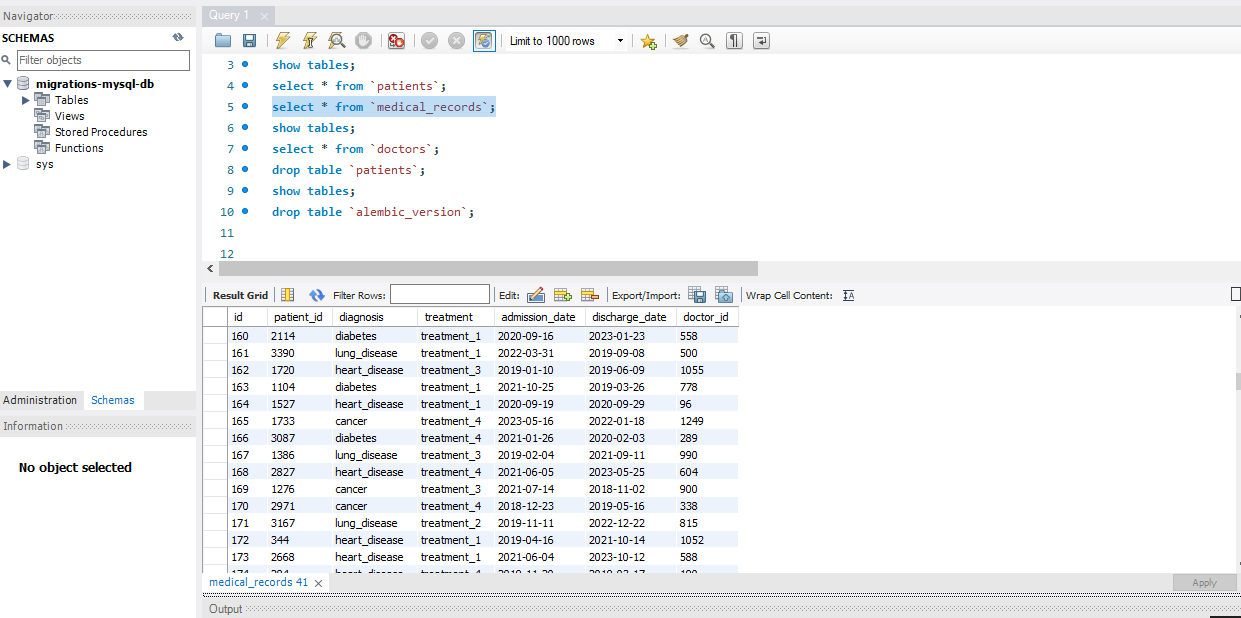 Navigator
SCHEMAS
Filter objects
migrations-mysql-db
Tables
Views
Stored Procedures
Functions
sys
Administration Schemas
Information
No object selected
Query 1
Limit to 1000 rows
3 show tables;
4 select * from `patients`;
5 select * from `medical_records`;
6 show tables;
7 select * from `doctors`;
8 drop table `patients`;
9 show tables;
10 drop table `alembic_version`;
11
12
Result Grid Filter Rows: Edit: Export/Import: Wrap Cell Content:
id patient_id diagnosis treatment admission_date discharge_date doctor_id
160 2114 diabetes treatment_1 2020-09-16 2023-01-23 558
161 3390 lung_disease treatment_1 2022-03-31 2019-09-08 500
162 1720 heart_disease treatment_3 2019-01-10 2019-06-09 1055
163 1104 diabetes treatment_1 2021-10-25 2019-03-26 778
164 1527 heart_disease treatment_1 2020-09-19 2020-09-29 96
165 1733 cancer treatment_4 2023-05-16 2022-01-18 1249
166 3087 diabetes treatment_4 2021-01-26 2020-02-03 289
167 1386 lung_disease treatment_3 2019-02-04 2021-09-11 990
168 2827 heart_disease treatment_4 2021-06-05 2023-05-25 604
169 1276 cancer treatment_3 2021-07-14 2018-11-02 900
170 2971 cancer treatment_4 2018-12-23 2019-05-16 338
171 3167 lung_disease treatment_2 2019-11-11 2022-12-22 815
172 344 heart_disease treatment_1 2019-04-16 2021-10-14 1052
173 2668 heart_disease treatment_1 2021-06-04 2023-10-12 588
medical_records 41
Apply
Output